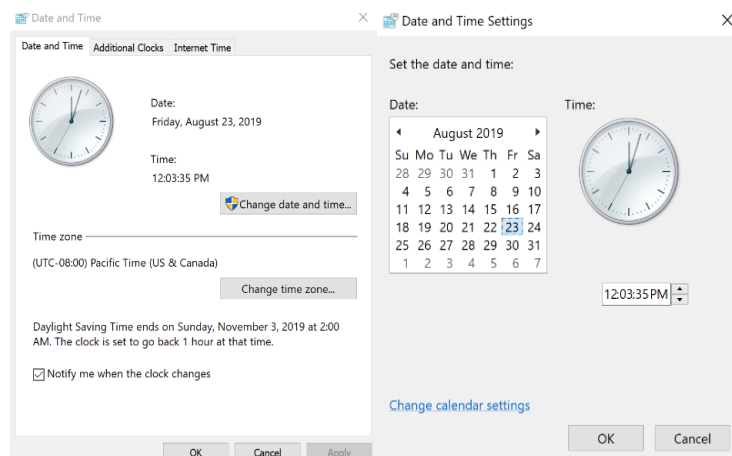 Date and Time
Date and Time Additional Clocks Internet Time
Date:
Friday, August 23, 2019
Time:
12:03:35 PM
Change date and time...
Time zone
(UTC-08:00) Pacific Time (US & Canada)
Change time zone...
Daylight Saving Time ends on Sunday, November 3, 2019 at 2:00
AM. The clock is set to go back 1 hour at that time.
Notify me when the clock changes
OK Cancel Apply
Date and Time Settings
Set the date and time:
Date: Time:
August 2019
Su Mo Tu We Th Fr Sa
28 29 30 31 1 2 3
4 5 6 7 8 9 10
11 12 13 14 15 16 17
18 19 20 21 22 23 24
25 26 27 28 29 30 31
1 2 3 4 5 6 7
12:03:35 PM
Change calendar settings
OK Cancel